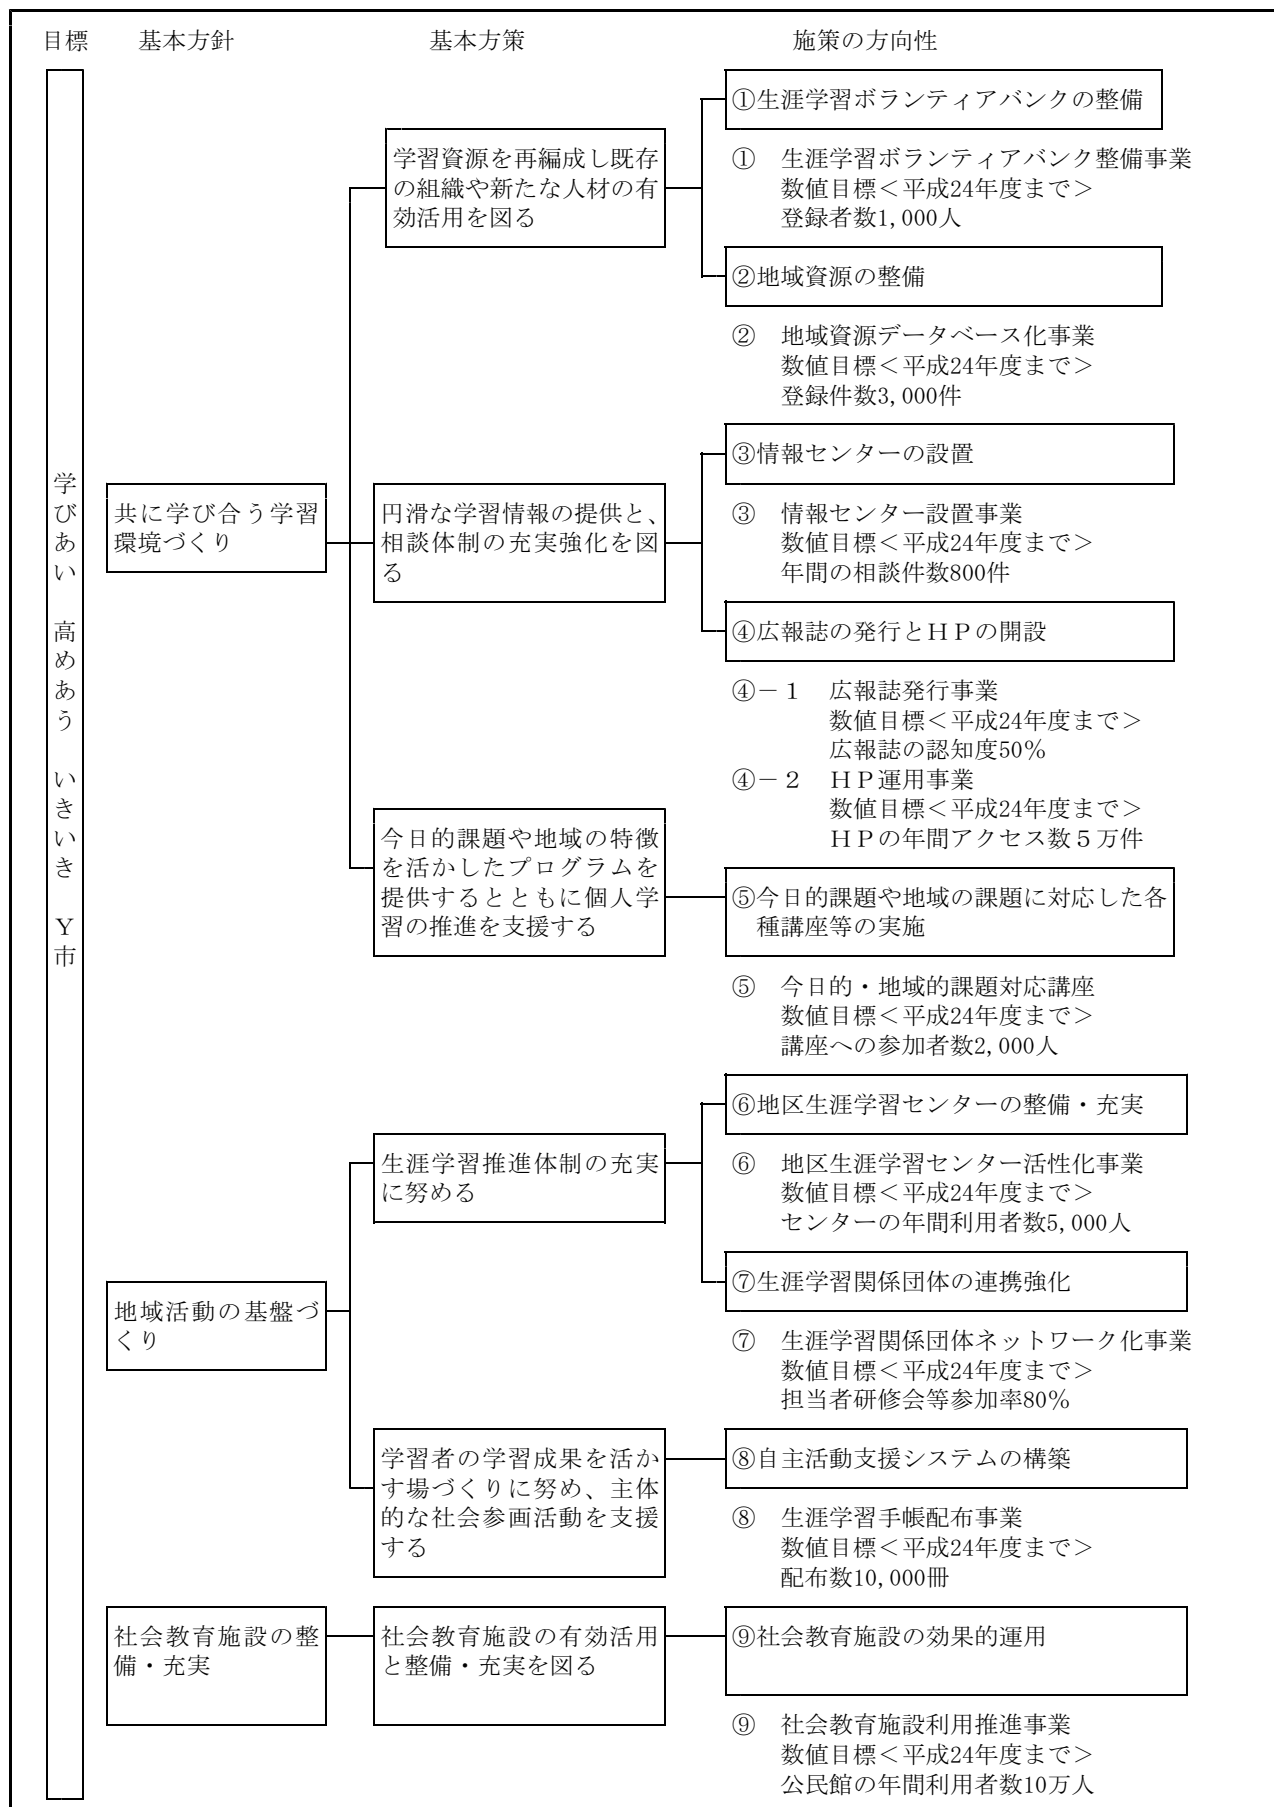 目標　基本方針　基本方策　施策の方向性
学びあい　高めあう　いきいき　Ｙ市
共に学び合う学習
環境づくり
学習資源を再編成し既存
の組織や新たな人材の有
効活用を図る
①生涯学習ボランティアバンクの整備
①　生涯学習ボランティアバンク整備事業
数値目標＜平成24年度まで＞
登録者数1,000人
②地域資源の整備
②　地域資源データベース化事業
数値目標＜平成24年度まで＞
登録件数3,000件
円滑な学習情報の提供と、
相談体制の充実強化を図
る
③情報センターの設置
③　情報センター設置事業
数値目標＜平成24年度まで＞
年間の相談件数800件
④広報誌の発行とＨＰの開設
④－１　広報誌発行事業
数値目標＜平成24年度まで＞
広報誌の認知度50％
④－２　ＨＰ運用事業
数値目標＜平成24年度まで＞
ＨＰの年間アクセス数５万件
今日的課題や地域の特徴
を活かしたプログラムを
提供するとともに個人学
習の推進を支援する
⑤今日的課題や地域の課題に対応した各
種講座等の実施
⑤　今日的・地域的課題対応講座
数値目標＜平成24年度まで＞
講座への参加者数2,000人
地域活動の基盤づ
くり
生涯学習推進体制の充実
に努める
⑥地区生涯学習センターの整備・充実
⑥　地区生涯学習センター活性化事業
数値目標＜平成24年度まで＞
センターの年間利用者数5,000人
⑦生涯学習関係団体の連携強化
⑦　生涯学習関係団体ネットワーク化事業
数値目標＜平成24年度まで＞
担当者研修会等参加率80％
学習者の学習成果を活か
す場づくりに努め、主体
的な社会参画活動を支援
する
⑧自主活動支援システムの構築
⑧　生涯学習手帳配布事業
数値目標＜平成24年度まで＞
配布数10,000冊
社会教育施設の整
備・充実
社会教育施設の有効活用
と整備・充実を図る
⑨社会教育施設の効果的運用
⑨　社会教育施設利用推進事業
数値目標＜平成24年度まで＞
公民館の年間利用者数10万人